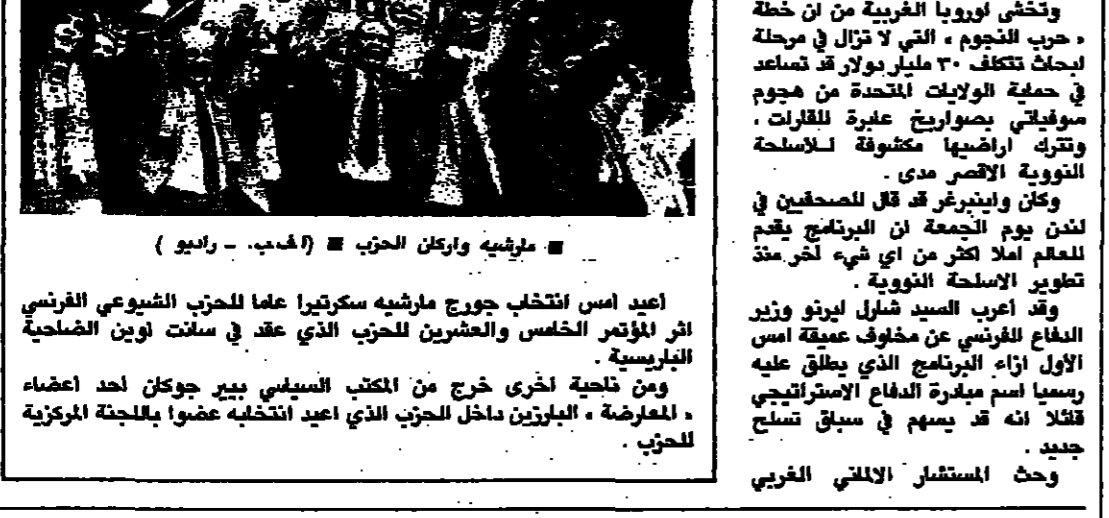 وتخشى اوروبا الغربية من ان خطة
« حرب النجوم » التي لا تزال في مرحلة
ابحاث تتكلف ٣٠ مليار دولار قد تساعد
في حماية الولايات المتحدة من هجوم
سوفياتي بصواريخ عابرة للقارات ،
وتترك اراضيها مكشوفة للاسلحة
النووية الاقصر مدى .
وكان واينبرغر قد قال للصحفيين في
لندن يوم الجمعة ان البرنامج يقدم
للعالم املا اكثر من اي شيء اخر منذ
تطوير الاسلحة النووية .
وقد أعرب السيد شارل ايرنو وزير
الدفاع الفرنسي عن مخاوف عميقة امس
الأول ازاء البرنامج الذي يطلق عليه
رسميا اسم مبادرة الدفاع الاستراتيجي
قائلا انه قد يسهم في سباق تسلح
جديد .
وحث المستشار الالماني الغربي
■ مارشيه واركان الحزب ■ (ا ف.ب. ـ راديو )
أعيد امس انتخاب جورج مارشيه سكرتيرا عاما للحزب الشيوعي الفرنسي
اثر المؤتمر الخامس والعشرين للحزب الذي عقد في سانت اوين الضاحية
الباريسية .
ومن ناحية اخرى خرج من المكتب السياسي بيير جوكان احد أعضاء
« المعارضة » البارزين داخل الحزب الذي اعيد انتخابه عضوا باللجنة المركزية
للحزب .